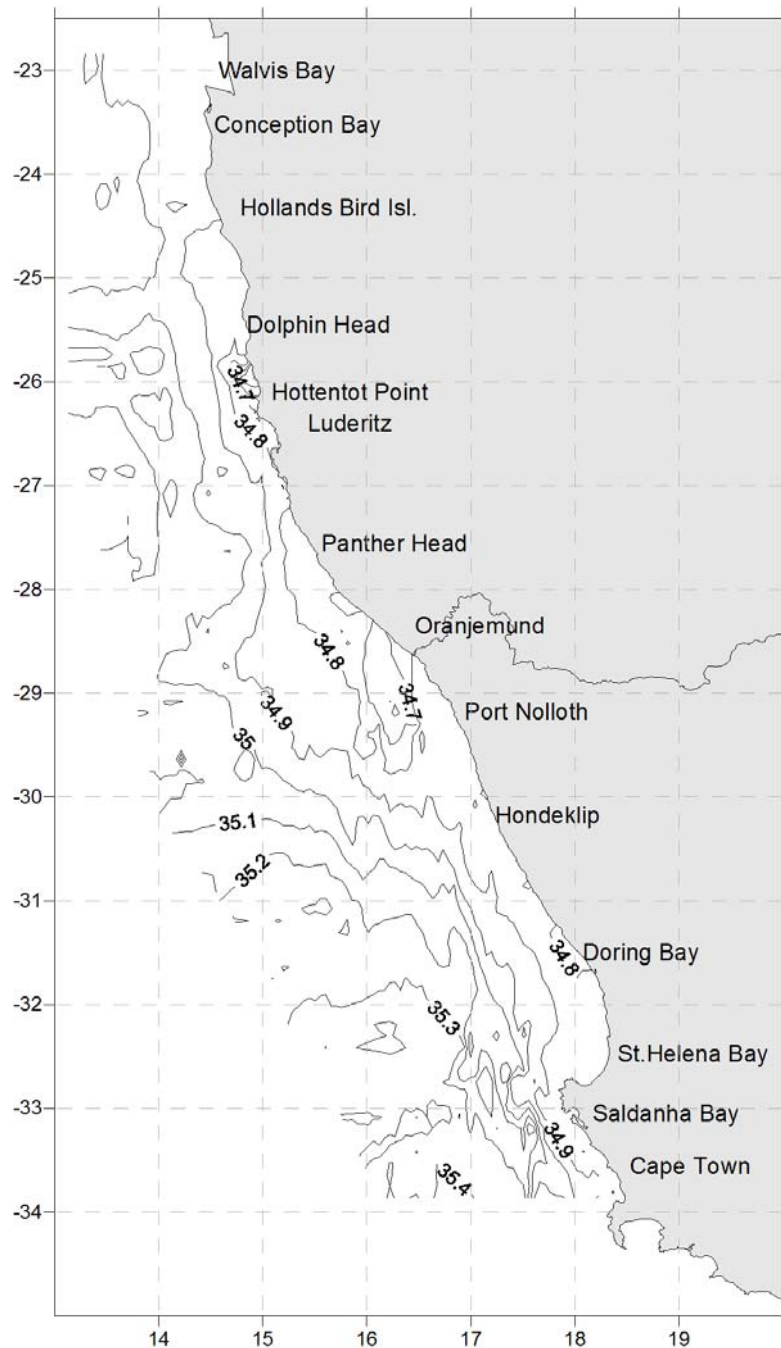 -23
Walvis Bay
Conception Bay
-24
Hollands Bird Isl.
-25
Dolphin Head
-26
34.7
Hottentot Point
Luderitz
34.8
-27
Panther Head
-28
Oranjemund
34.8
-29
34.9
34.7
Port Nolloth
35
-30
Hondeklip
35.1
35.2
-31
34.8
Doring Bay
-32
35.3
St.Helena Bay
-33
Saldanha Bay
34.9
Cape Town
35.4
-34
14 15 16 17 18 19